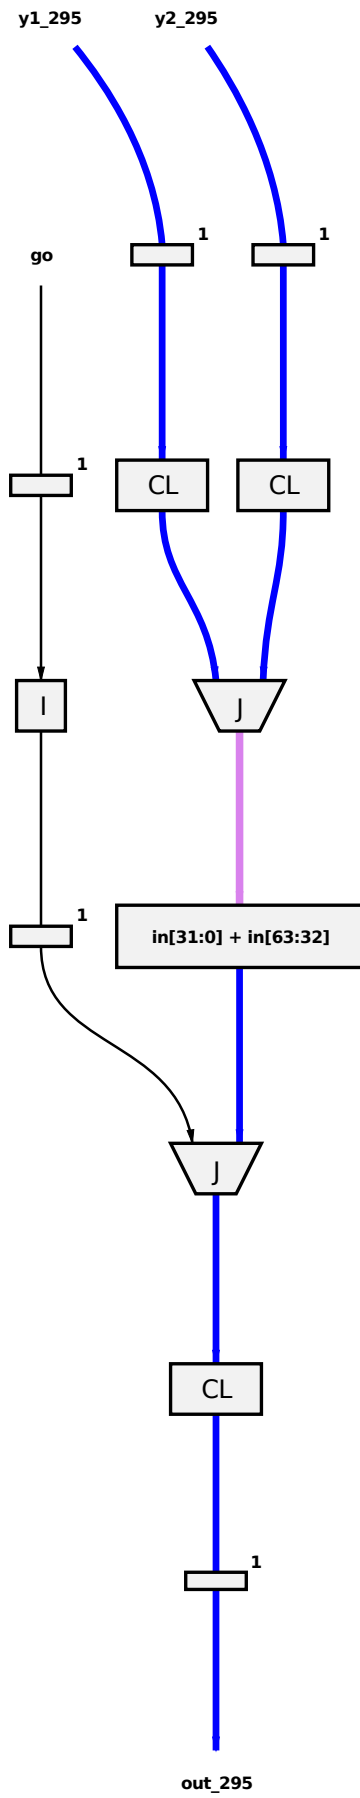 y1_295 y2_295
1 1
go
1
CL CL
I J
1
in[31:0] + in[63:32]
J
CL
1
out_295